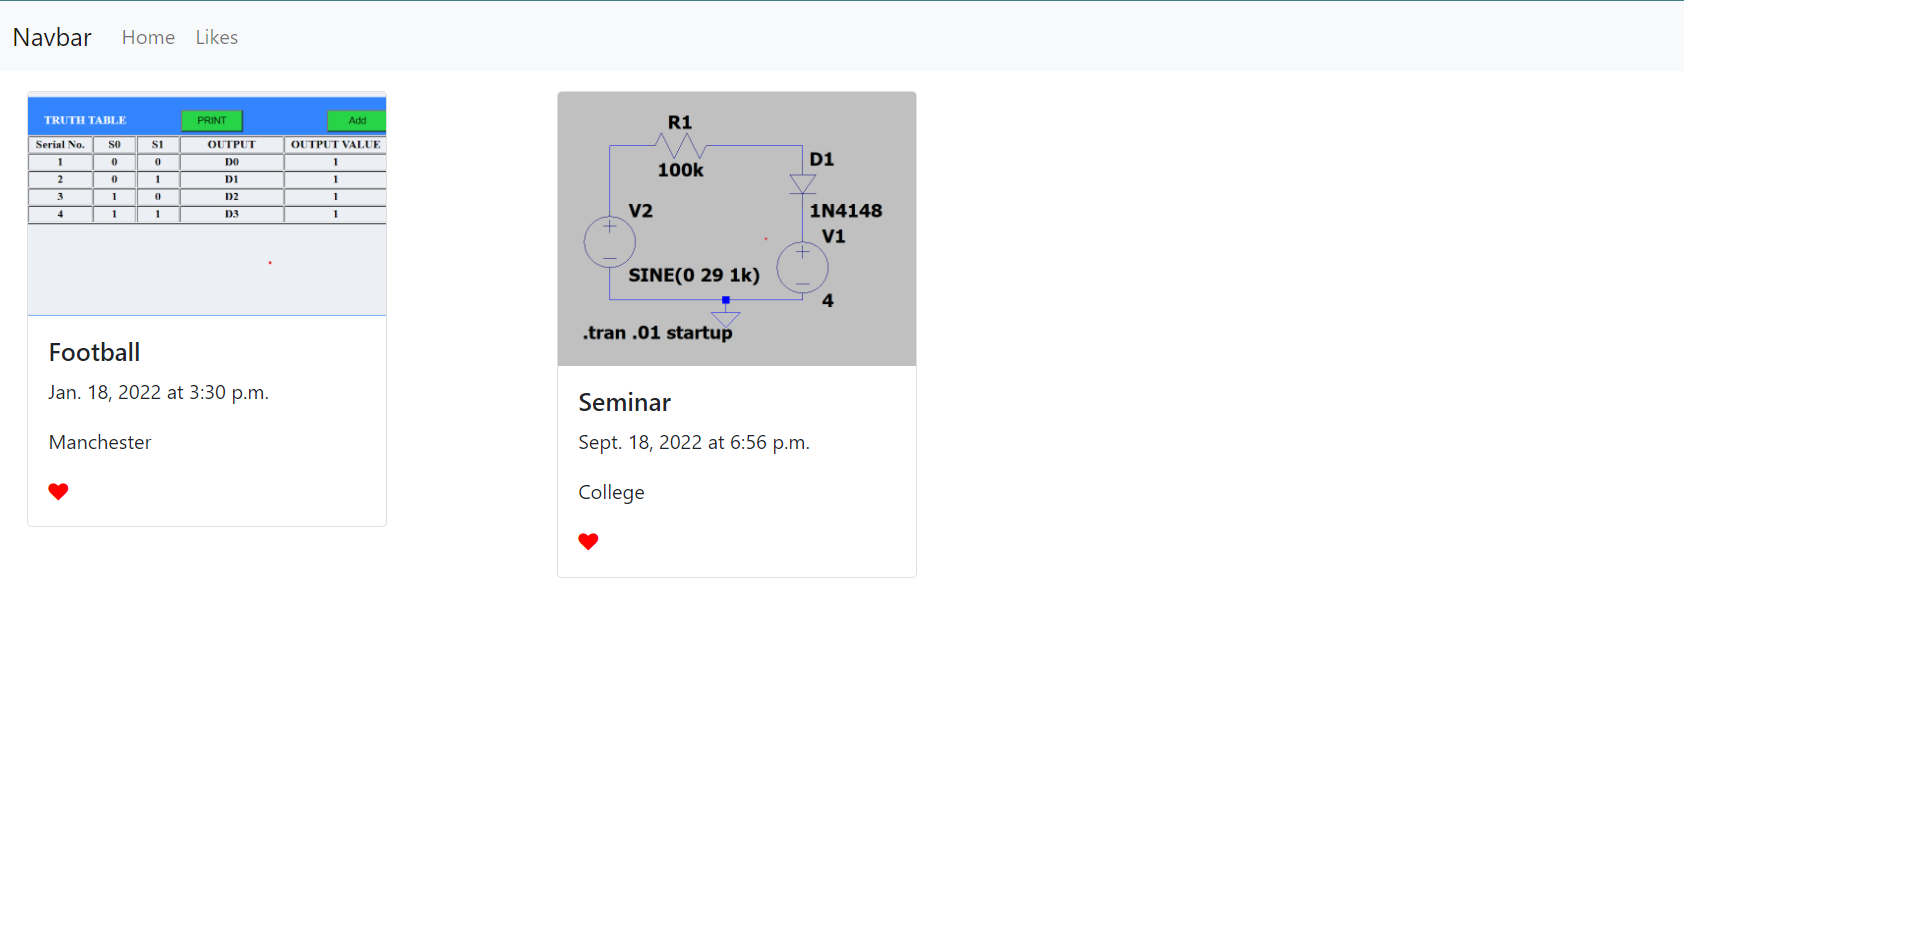 Navbar Home Likes
TRUTH TABLE PRINT Add
Serial No. S0 S1 OUTPUT OUTPUT VALUE
1 0 0 D0 1
2 0 1 D1 1
3 1 0 D2 1
4 1 1 D3 1
Football
Jan. 18, 2022 at 3:30 p.m.
Manchester
R1
100k
D1
1N4148
V2
V1
SINE(0 29 1k)
4
.tran .01 startup
Seminar
Sept. 18, 2022 at 6:56 p.m.
College